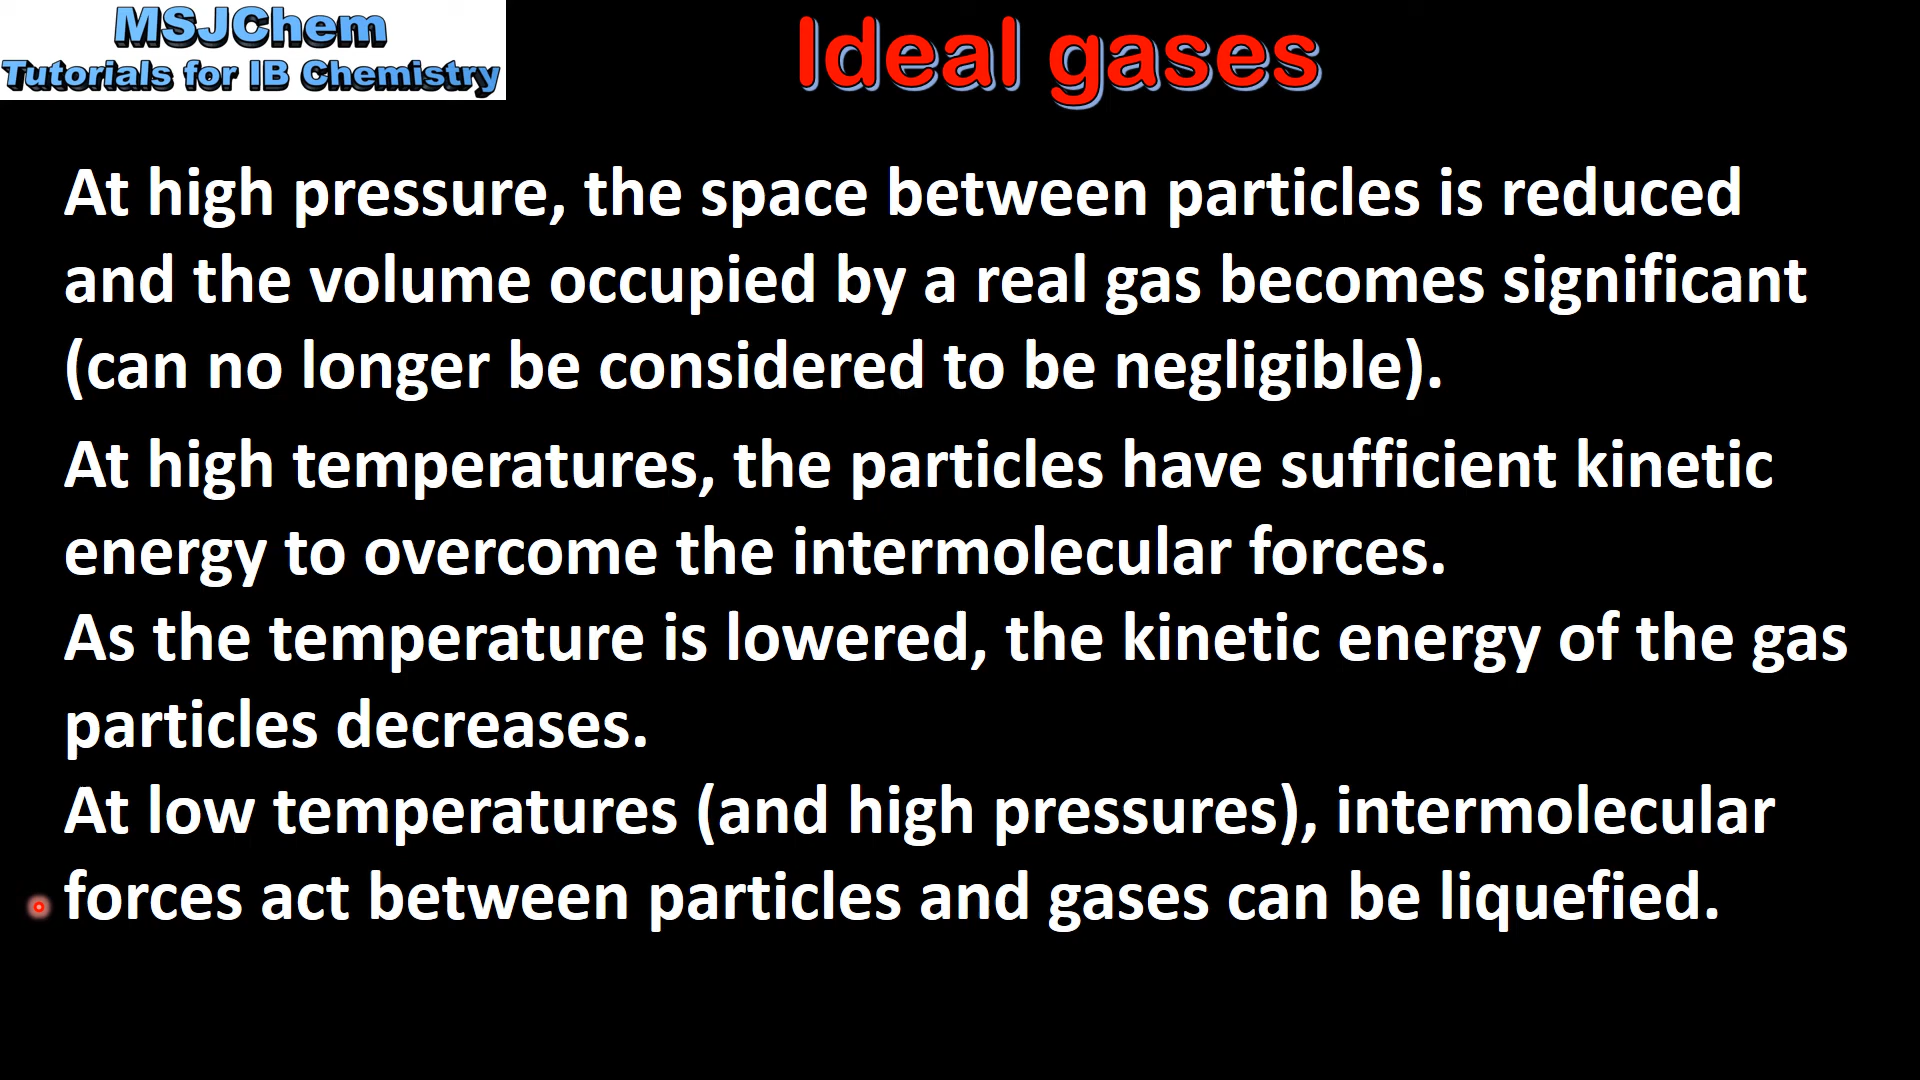 MSJChem
Tutorials for IB Chemistry
Ideal gases
At high pressure, the space between particles is reduced
and the volume occupied by a real gas becomes significant
(can no longer be considered to be negligible).
At high temperatures, the particles have sufficient kinetic
energy to overcome the intermolecular forces.
As the temperature is lowered, the kinetic energy of the gas
particles decreases.
At low temperatures (and high pressures), intermolecular
forces act between particles and gases can be liquefied.